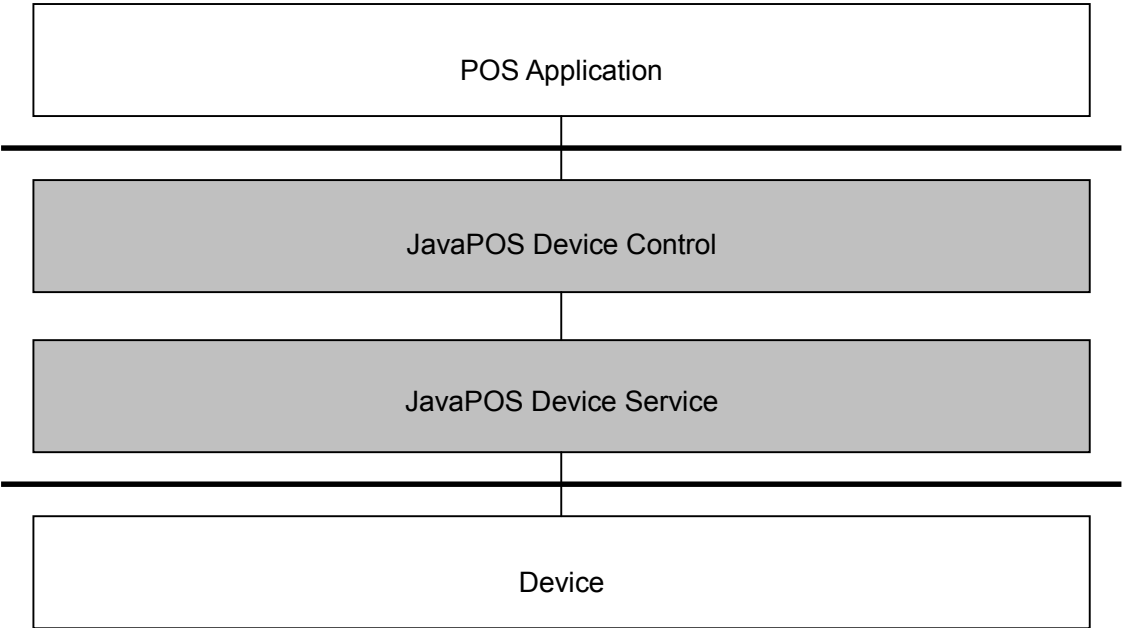 POS Application
JavaPOS Device Control
JavaPOS Device Service
Device